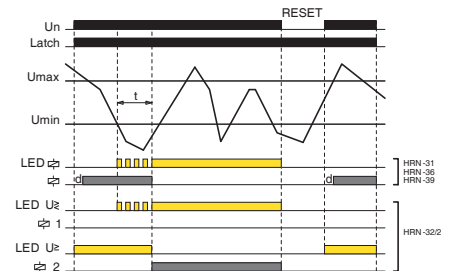 RESET
Un
Latch
Umax
t
Umin
LED
HRN-31
HRN-36
HRN-39
d
d
LED U≷
1
HRN-32/2
LED U≥
2